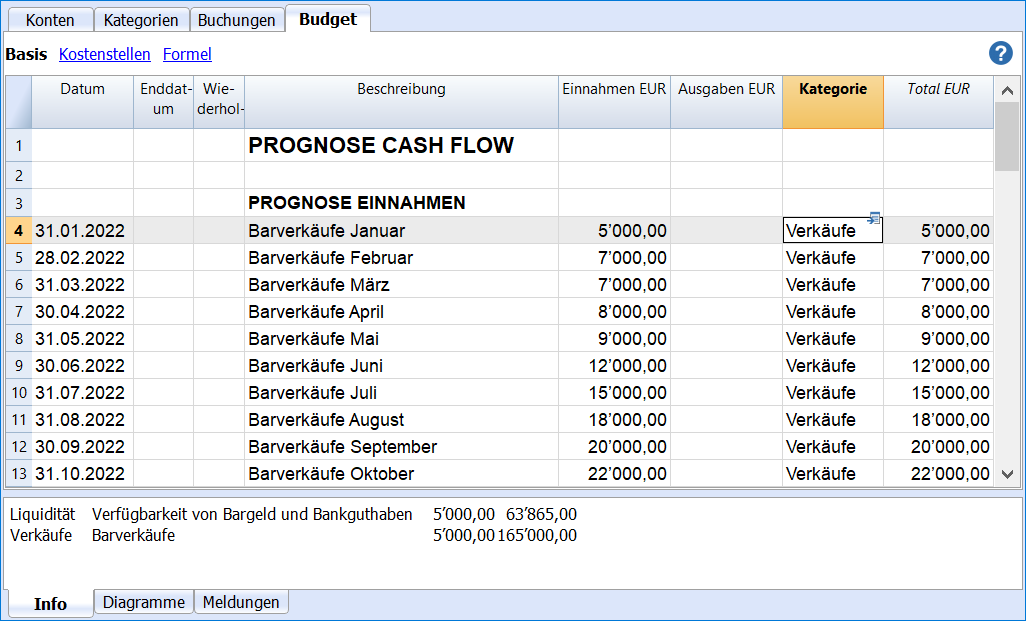 Konten Kategorien Buchungen Budget
Basis Kostenstellen Formel ?
Datum Enddat- Wie- Beschreibung Einnahmen EUR Ausgaben EUR Kategorie Total EUR
um derhol-
1 PROGNOSE CASH FLOW
2
3 PROGNOSE EINNAHMEN
4 31.01.2022 Barverkäufe Januar 5’000,00 Verkäufe 5’000,00
5 28.02.2022 Barverkäufe Februar 7’000,00 Verkäufe 7’000,00
6 31.03.2022 Barverkäufe März 7’000,00 Verkäufe 7’000,00
7 30.04.2022 Barverkäufe April 8’000,00 Verkäufe 8’000,00
8 31.05.2022 Barverkäufe Mai 9’000,00 Verkäufe 9’000,00
9 30.06.2022 Barverkäufe Juni 12’000,00 Verkäufe 12’000,00
10 31.07.2022 Barverkäufe Juli 15’000,00 Verkäufe 15’000,00
11 31.08.2022 Barverkäufe August 18’000,00 Verkäufe 18’000,00
12 30.09.2022 Barverkäufe September 20’000,00 Verkäufe 20’000,00
13 31.10.2022 Barverkäufe Oktober 22’000,00 Verkäufe 22’000,00
Liquidität Verfügbarkeit von Bargeld und Bankguthaben 5’000,00 63’865,00
Verkäufe Barverkäufe 5’000,00 165’000,00
Info Diagramme Meldungen